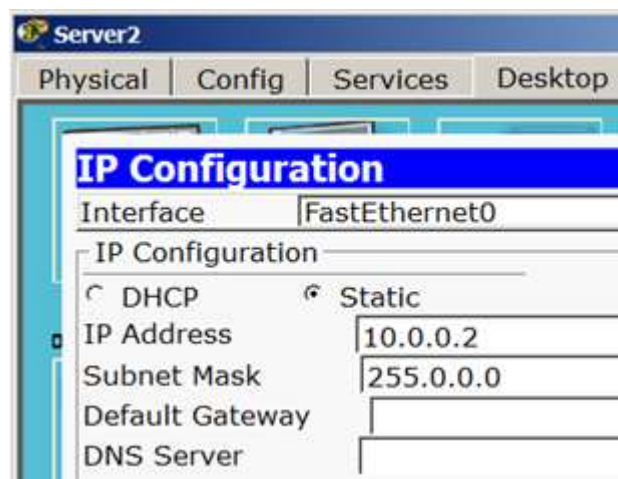 Server2
Physical Config Services Desktop
IP Configuration
Interface FastEthernet0
IP Configuration
DHCP Static
IP Address 10.0.0.2
Subnet Mask 255.0.0.0
Default Gateway
DNS Server